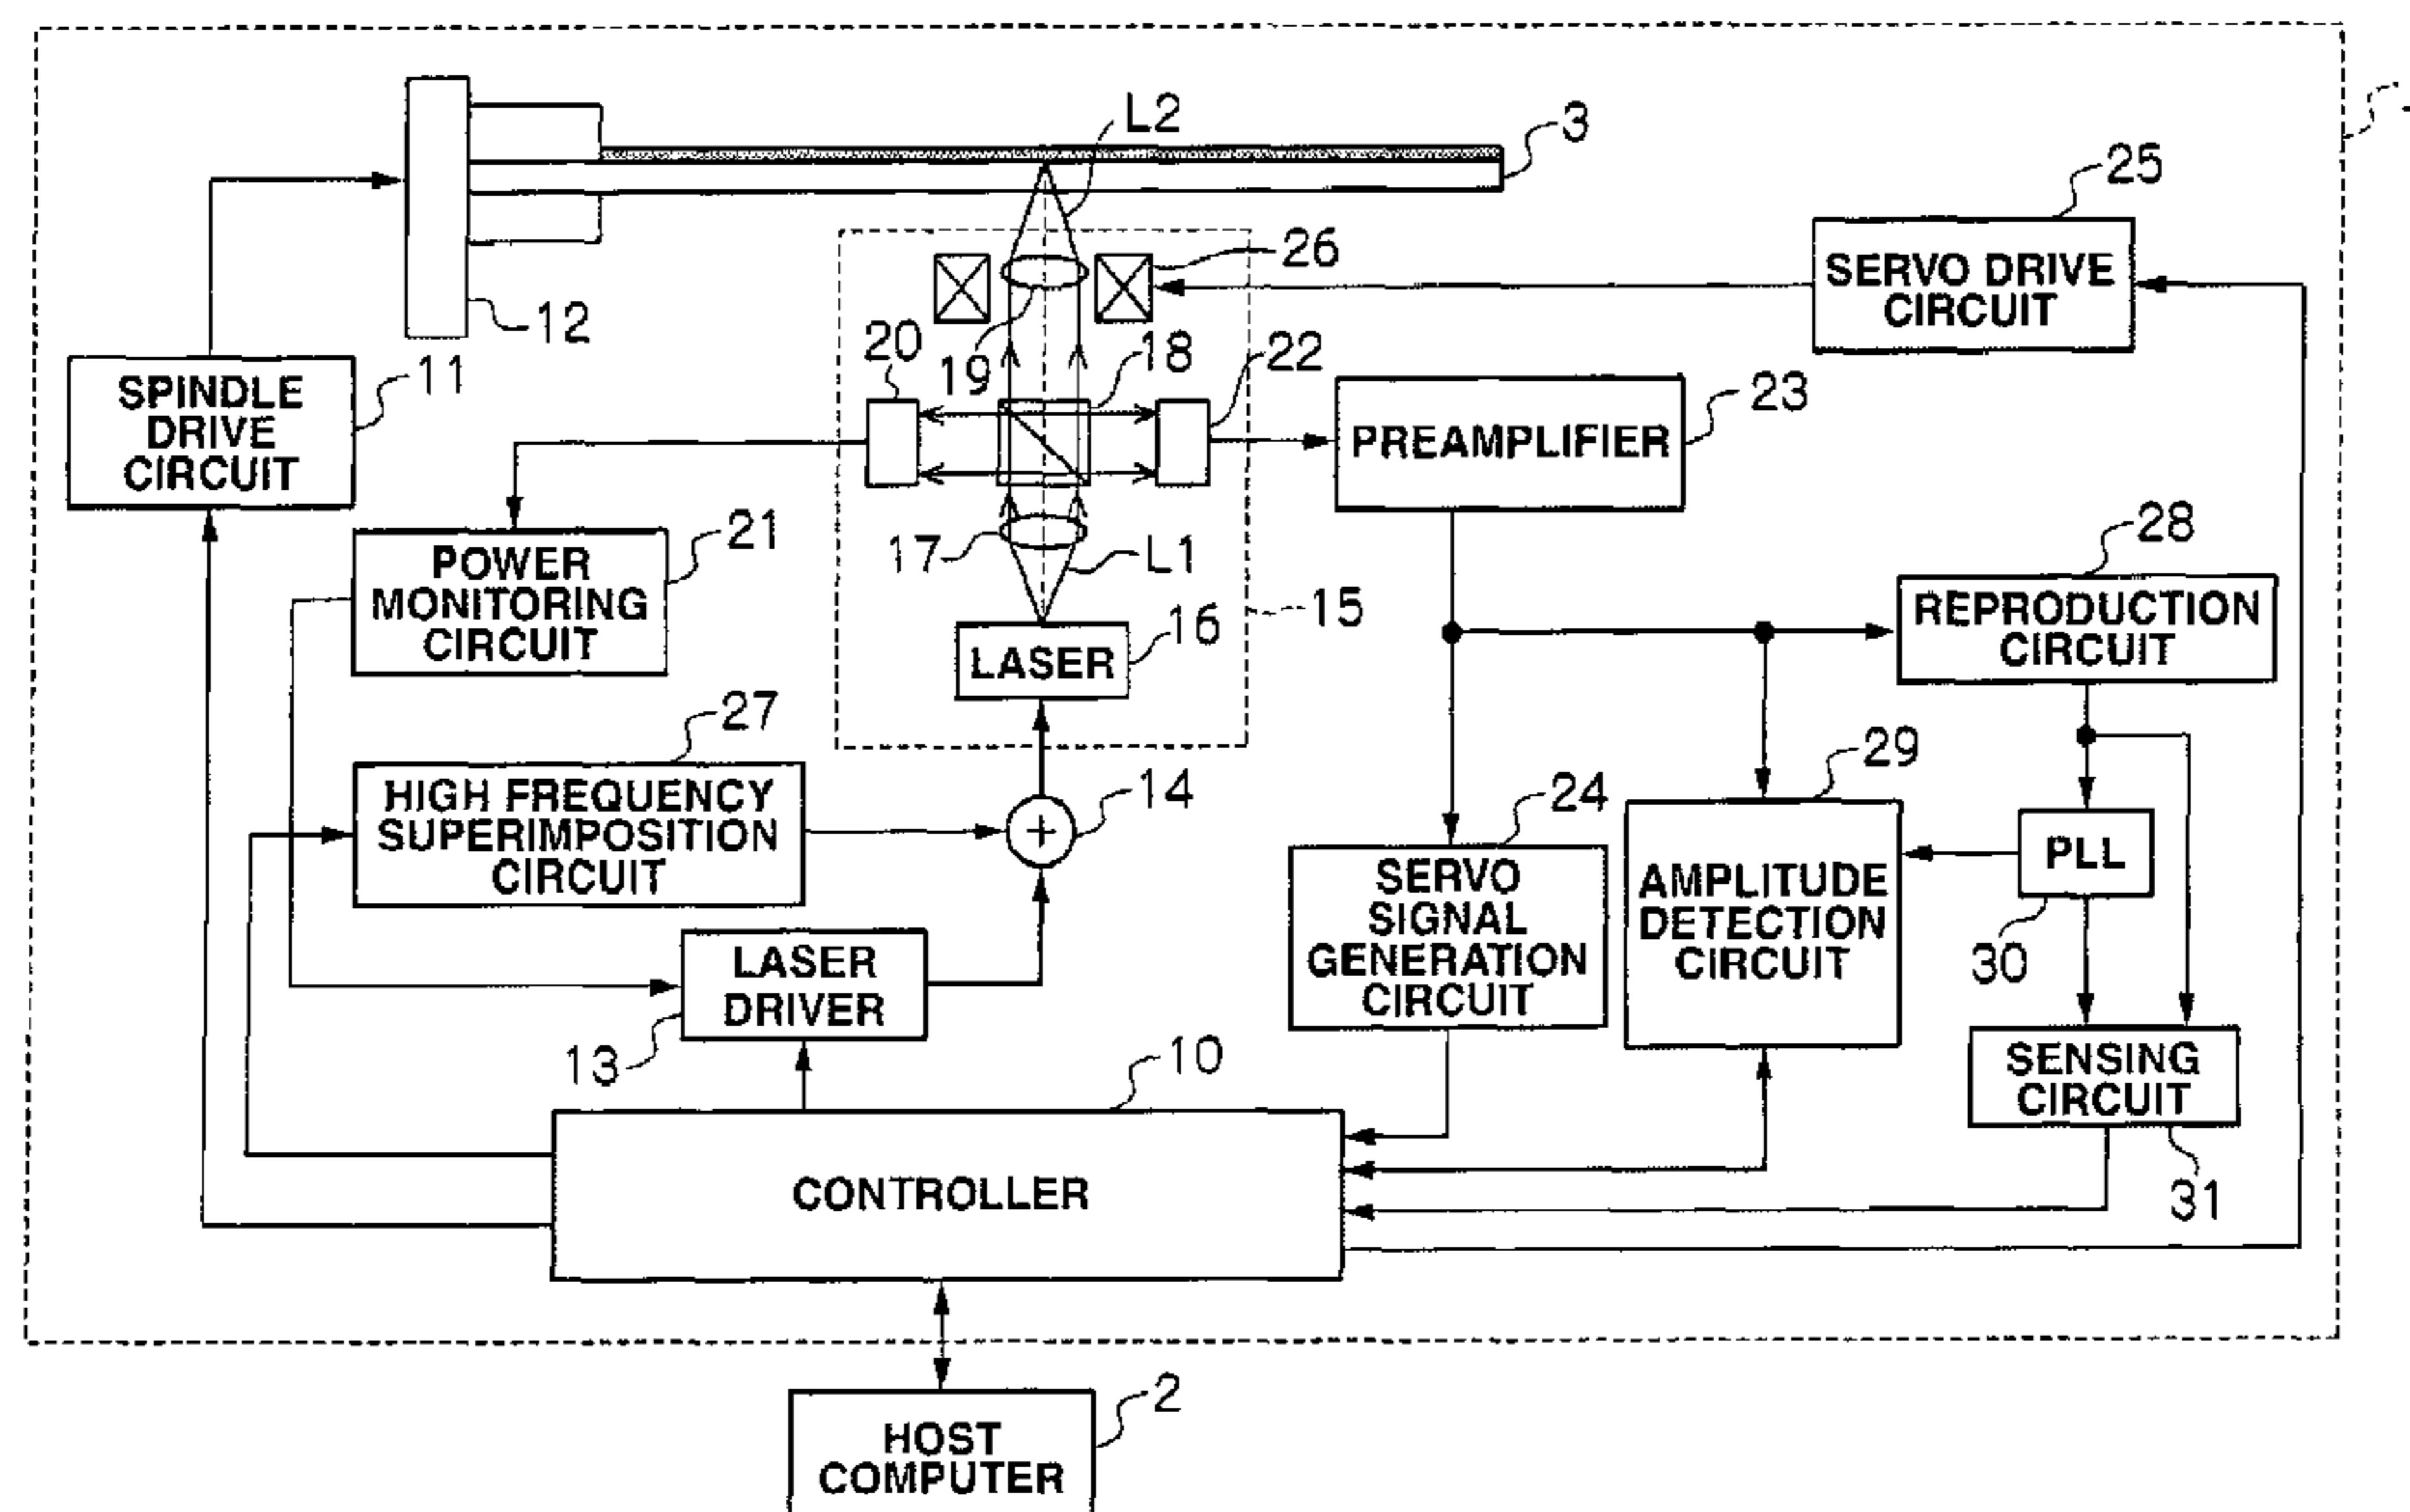 L2
3
25
26
SERVO DRIVE
CIRCUIT
12
20
19
18
22
11
SPINDLE
DRIVE
CIRCUIT
23
PREAMPLIFIER
21
17
L1
28
POWER
MONITORING
CIRCUIT
15
16
REPRODUCTION
CIRCUIT
LASER
27
29
HIGH FREQUENCY
SUPERIMPOSITION
CIRCUIT
14
24
PLL
SERVO
SIGNAL
GENERATION
CIRCUIT
AMPLITUDE
DETECTION
CIRCUIT
30
LASER
DRIVER
13
10
SENSING
CIRCUIT
CONTROLLER
31
2
HOST
COMPUTER